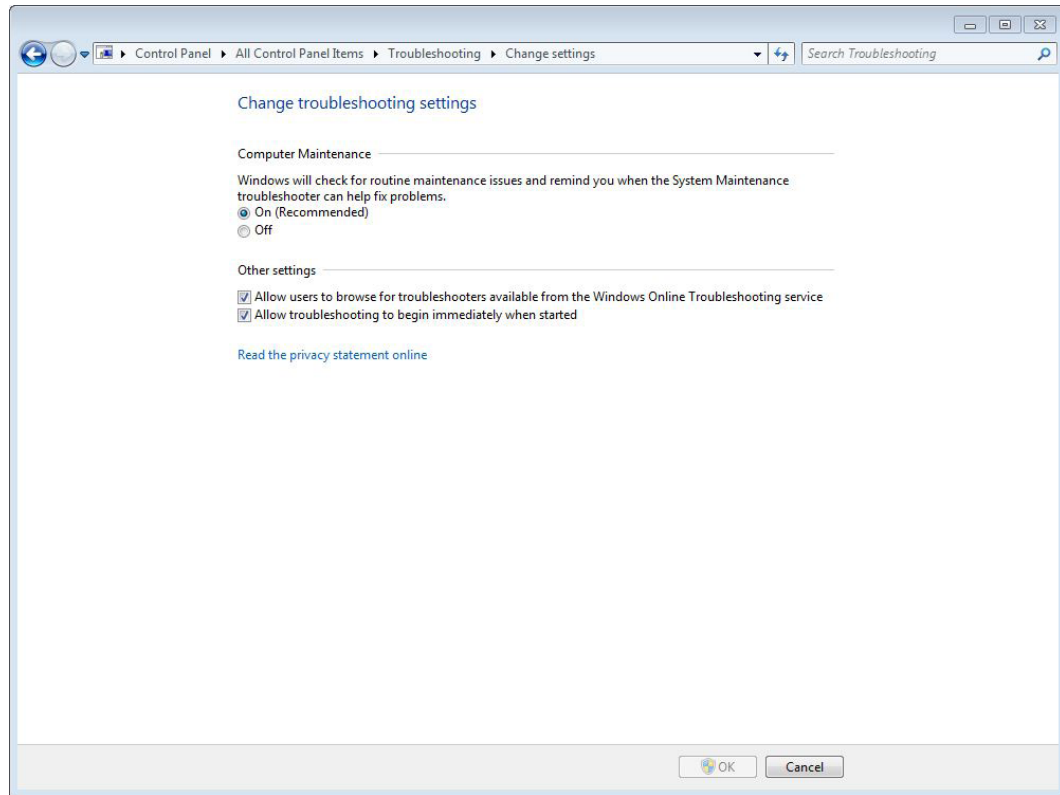 Control Panel All Control Panel Items Troubleshooting Change settings Search Troubleshooting
Change troubleshooting settings
Computer Maintenance
Windows will check for routine maintenance issues and remind you when the System Maintenance
troubleshooter can help fix problems.
On (Recommended)
Off
Other settings
Allow users to browse for troubleshooters available from the Windows Online Troubleshooting service
Allow troubleshooting to begin immediately when started
Read the privacy statement online
OK Cancel